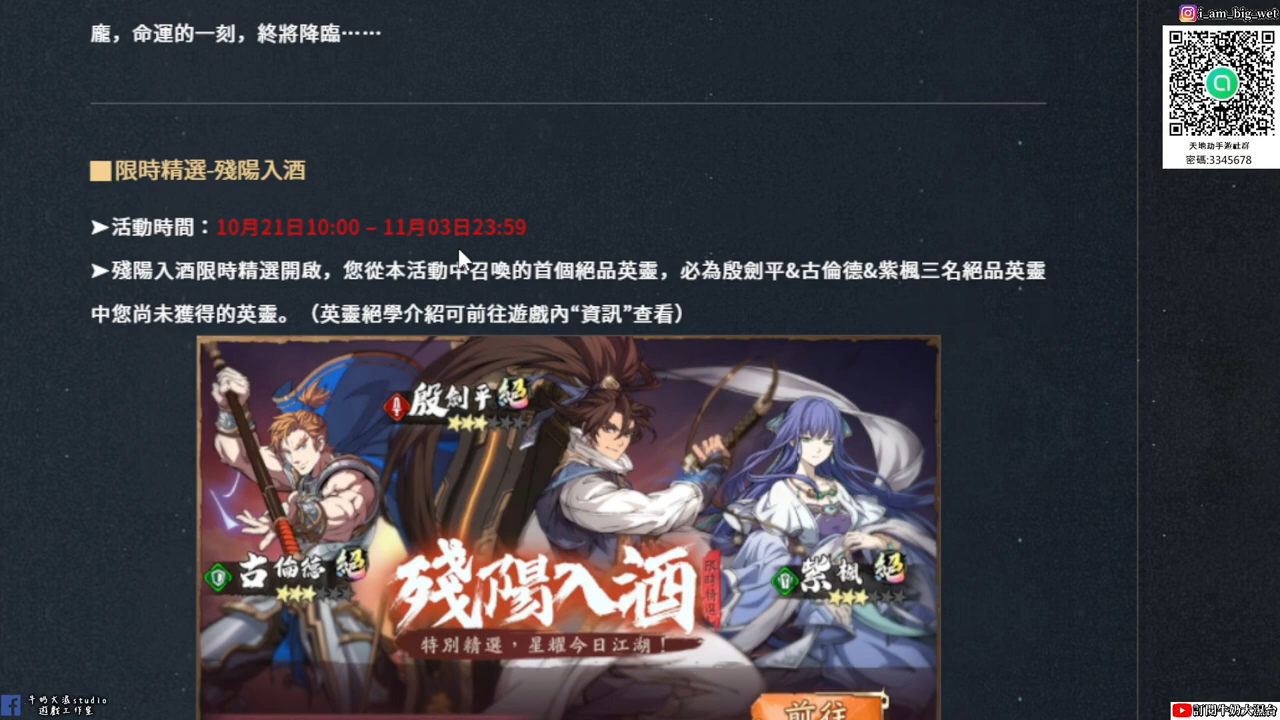 龐，命運的一刻，終將降臨……
i_am_big_wet
天地劫手遊社群
密碼:3345678
■限時精選-殘陽入酒
➤活動時間：10月21日10:00 – 11月03日23:59
➤殘陽入酒限時精選開啟，您從本活動中召喚的首個絕品英靈，必為殷劍平&古倫德&紫楓三名絕品英靈
中您尚未獲得的英靈。（英靈絕學介紹可前往遊戲內“資訊”查看）
殷劍平 絕
古倫德 絕
紫楓 絕
殘陽入酒
限時精選
特別精選，星耀今日江湖！
前往
牛奶大濕studio
遊戲工作室
訂閱牛奶大濕台